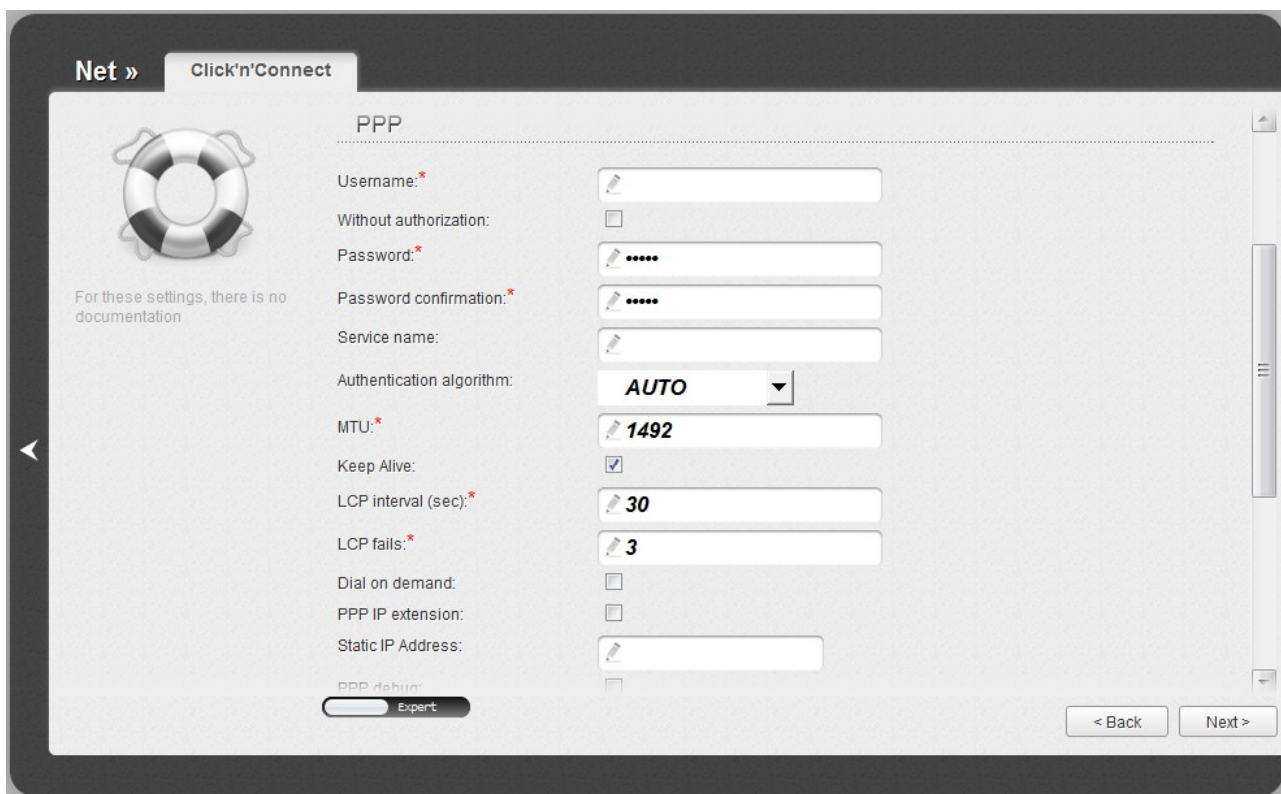 Net »
Click'n'Connect
PPP
For these settings, there is no
documentation
Username:*
Without authorization:
Password:* •••••
Password confirmation:* •••••
Service name:
Authentication algorithm: AUTO
MTU:* 1492
Keep Alive:
LCP interval (sec):* 30
LCP fails:* 3
Dial on demand:
PPP IP extension:
Static IP Address:
PPP debug:
Expert
< Back
Next >